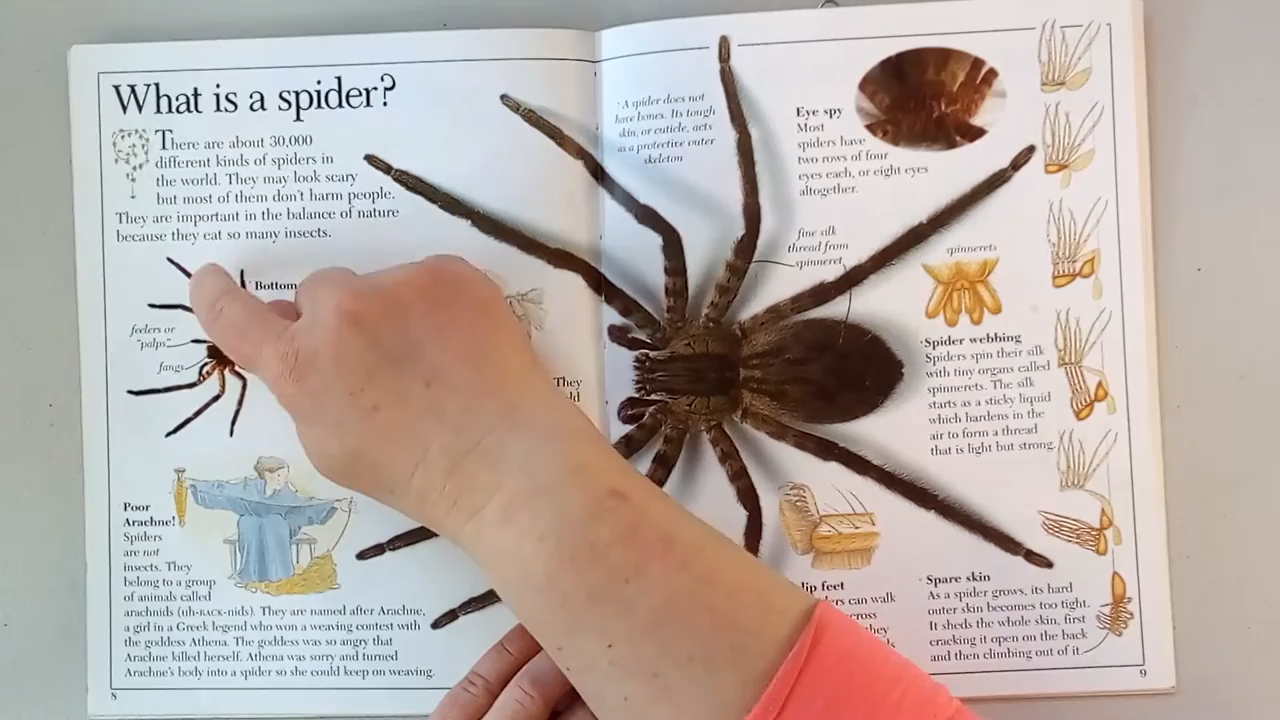 What is a spider?
There are about 30,000
different kinds of spiders in
the world. They may look scary
but most of them don't harm people.
They are important in the balance of nature
because they eat so many insects.
Bottom
feelers or
"palps"
fangs
They
Poor
Arachne!
Spiders
are not
insects. They
belong to a group
of animals called
arachnids (uh-RACK-nids). They are named after Arachne,
a girl in a Greek legend who won a weaving contest with
the goddess Athena. The goddess was so angry that
Arachne killed herself. Athena was sorry and turned
Arachne's body into a spider so she could keep on weaving.
8
A spider does not
have bones. Its tough
skin, or cuticle, acts
as a protective outer
skeleton
Eye spy
Most
spiders have
two rows of four
eyes each, or eight eyes
altogether.
fine silk
thread from
spinneret
spinnerets
Spider webbing
Spiders spin their silk
with tiny organs called
spinnerets. The silk
starts as a sticky liquid
which hardens in the
air to form a thread
that is light but strong.
feet
can walk
Spare skin
As a spider grows, its hard
outer skin becomes too tight.
It sheds the whole skin, first
cracking it open on the back
and then climbing out of it.
9